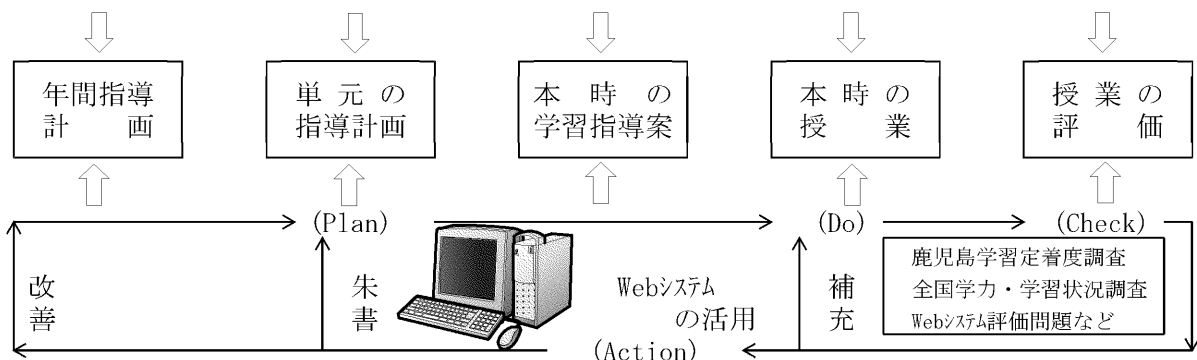 年間指導
計画
単元の
指導計画
本時の
学習指導案
本時の
授業
授業の
評価
(Plan)
(Do)
(Check)
改善
朱書
Webシステム
の活用
補充
鹿児島学習定着度調査
全国学力・学習状況調査
Webシステム評価問題など
(Action)